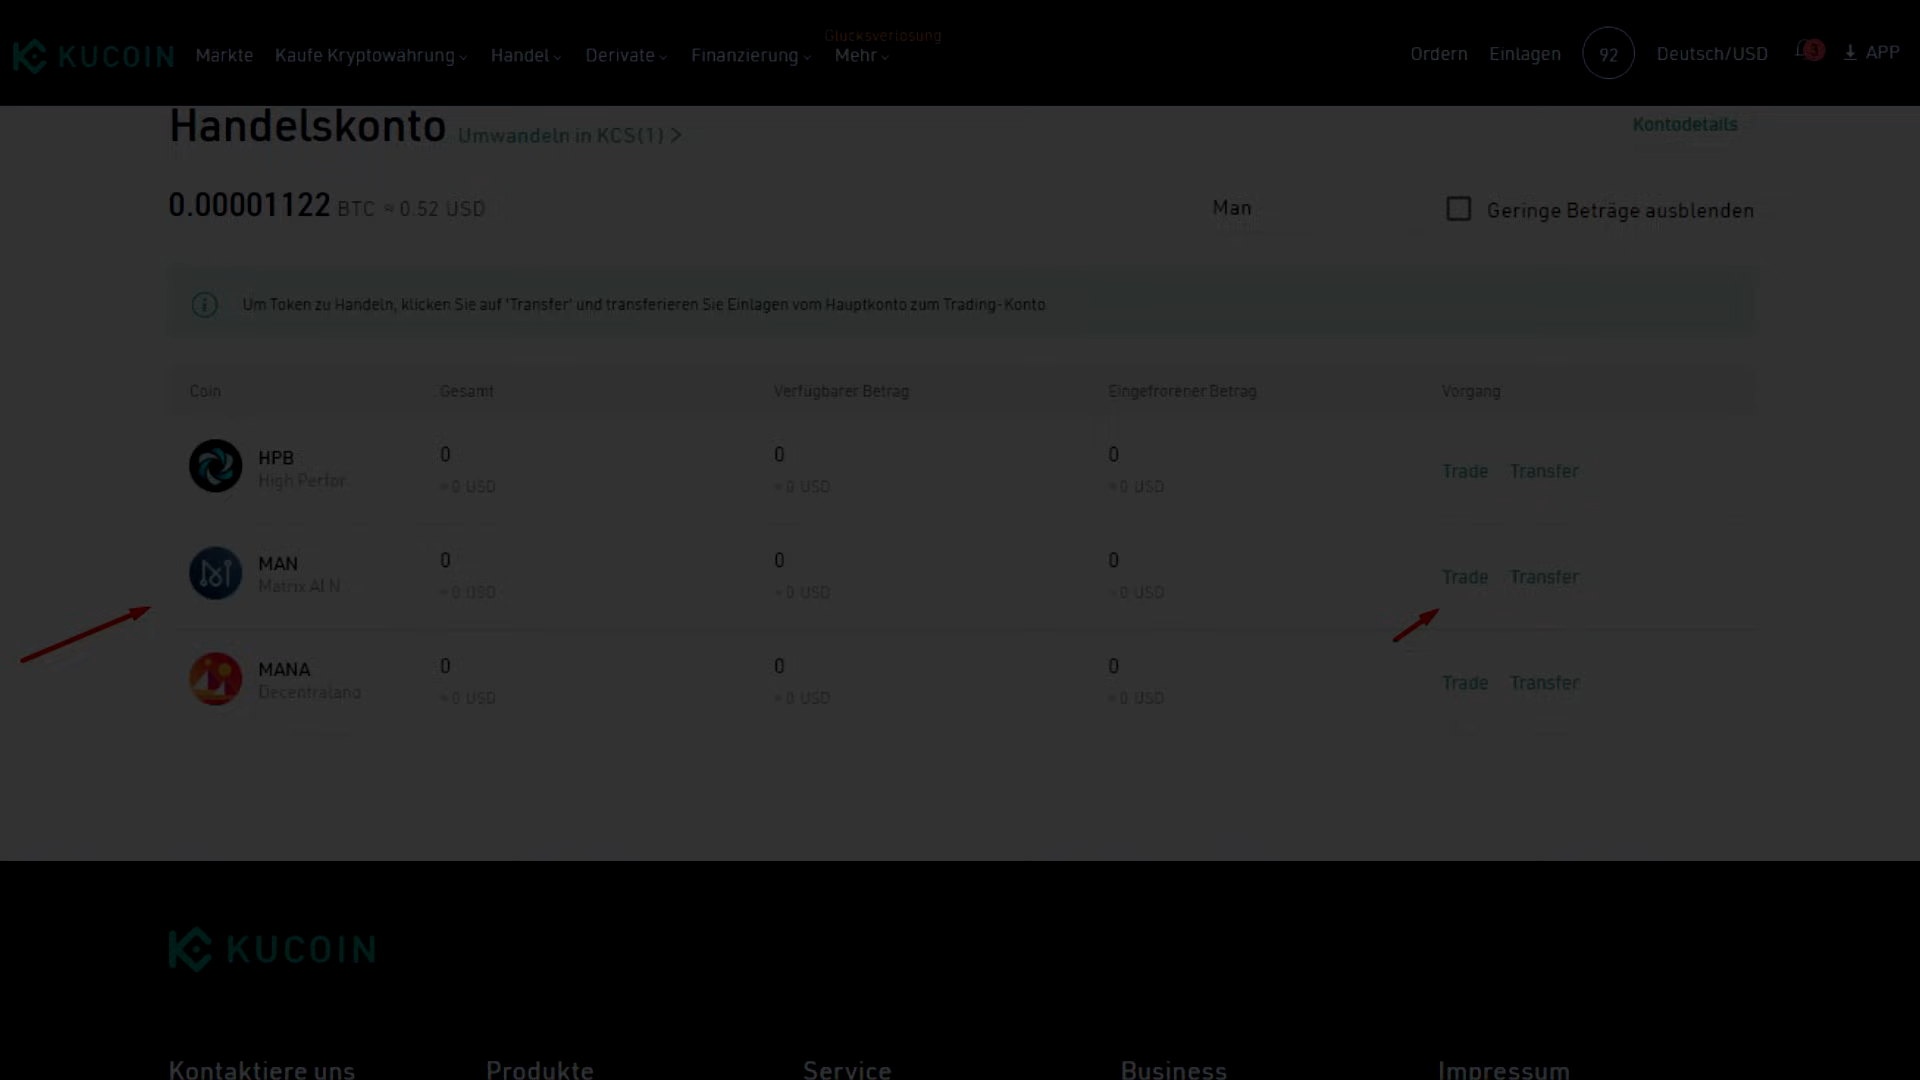 Glücksverlosung
KUCOIN Märkte Kaufe Kryptowährung Handel Derivate Finanzierung Mehr Ordern Einlagen 92 Deutsch/USD 3 APP
Handelskonto Umwandeln in KCS(1) > Kontodetails
0.00001122 BTC ≈ 0.52 USD Man Geringe Beträge ausblenden
Um Token zu Handeln, klicken Sie auf 'Transfer' und transferieren Sie Einlagen vom Hauptkonto zum Trading-Konto
Coin Gesamt Verfügbarer Betrag Eingefrorener Betrag Vorgang
HPB 0 0 0
High Perfor ≈ 0 USD ≈ 0 USD ≈ 0 USD Trade Transfer
MAN 0 0 0
Matrix AI N ≈ 0 USD ≈ 0 USD ≈ 0 USD Trade Transfer
MANA 0 0 0
Decentraland ≈ 0 USD ≈ 0 USD ≈ 0 USD Trade Transfer
KUCOIN
Kontaktiere uns Produkte Service Business Impressum